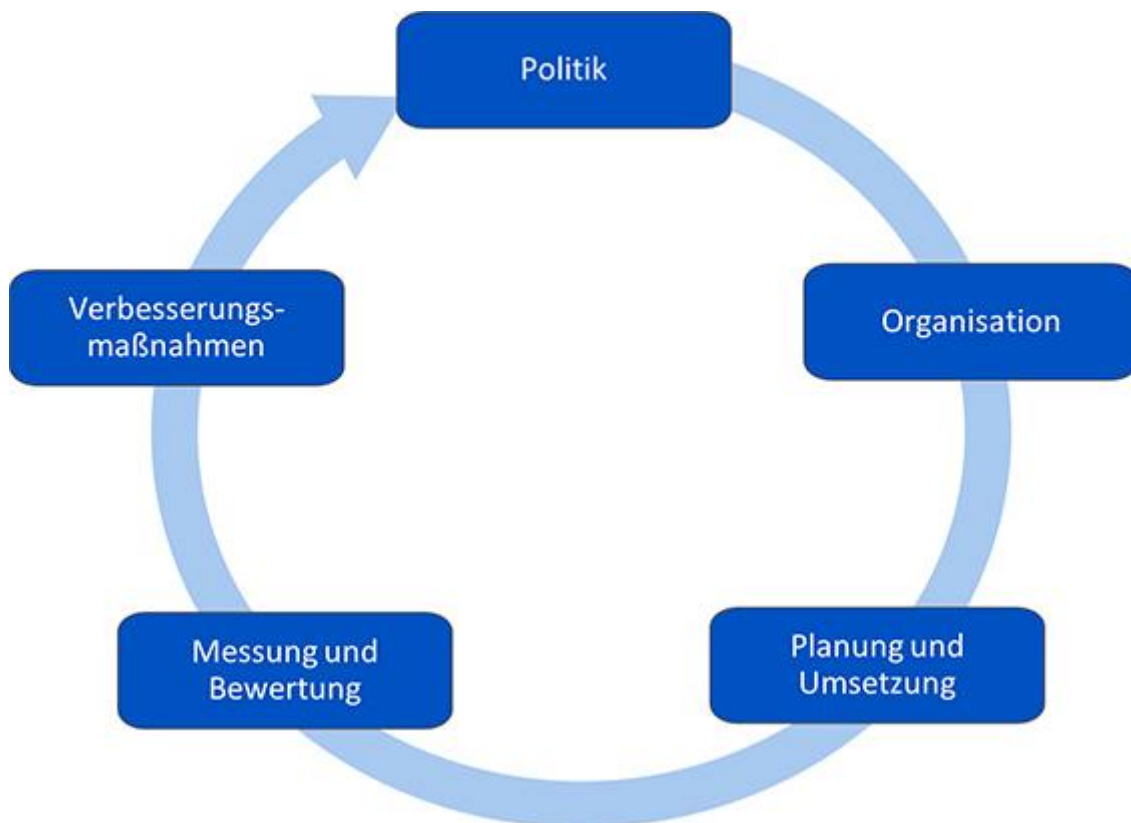 Politik
Organisation
Planung und
Umsetzung
Messung und
Bewertung
Verbesserungs-
maßnahmen